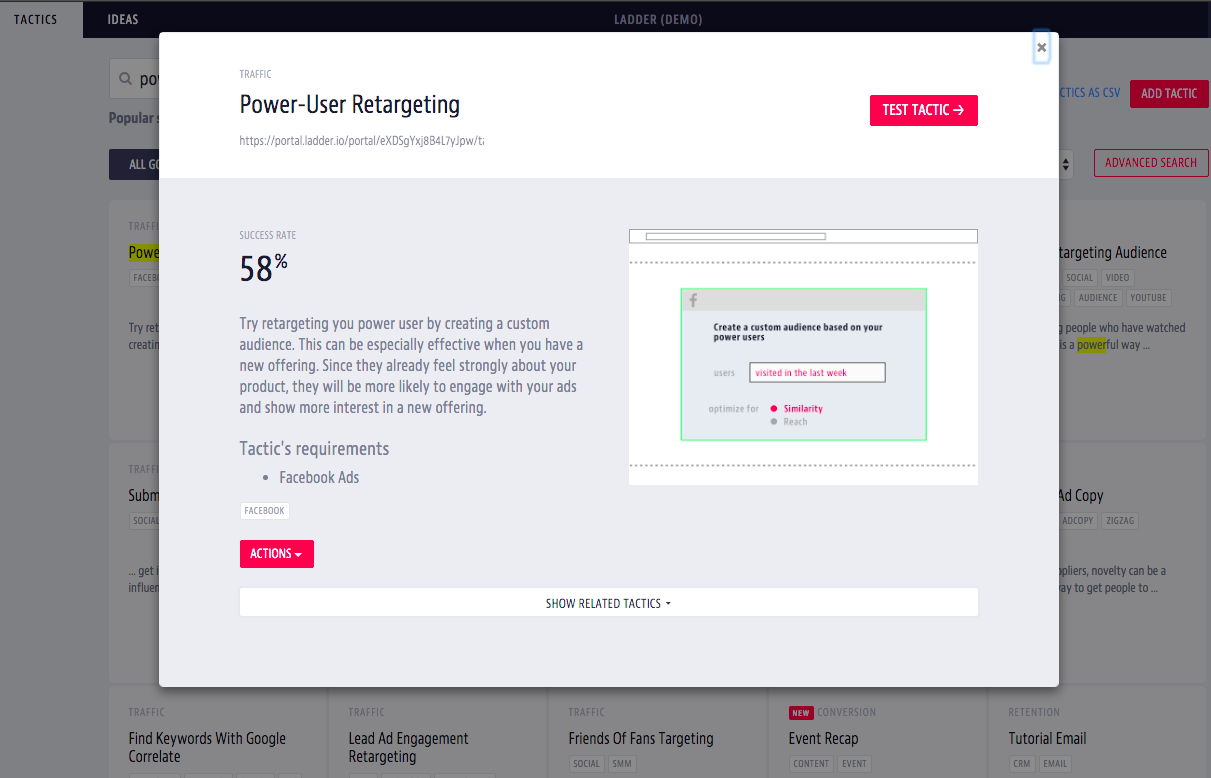 TACTICS
IDEAS
LADDER (DEMO)
TRAFFIC
Power-User Retargeting
https://portal.ladder.io/portal/eXDSgYxj8B4L7yJpw/t
TEST TACTIC →
×
SUCCESS RATE
58%
Try retargeting you power user by creating a custom
audience. This can be especially effective when you have a
new offering. Since they already feel strongly about your
product, they will be more likely to engage with your ads
and show more interest in a new offering.
Tactic's requirements
• Facebook Ads
FACEBOOK
ACTIONS
f
Create a custom audience based on your
power users
users
visited in the last week
optimize for
Similarity
Reach
SHOW RELATED TACTICS
po
Popular s
ALL GO
CTICS AS CSV
ADD TACTIC
ADVANCED SEARCH
TRAFFI
Powe
FACEB
Try ret
creatin
targeting Audience
SOCIAL
VIDEO
G
AUDIENCE
YOUTUBE
g people who have watched
is a powerful way ...
TRAFFI
Subm
SOCIAL
... get i
influen
Ad Copy
ADCOPY
ZIGZAG
ppliers, novelty can be a
ay to get people to ...
TRAFFIC
Find Keywords With Google
Correlate
TRAFFIC
Lead Ad Engagement
Retargeting
TRAFFIC
Friends Of Fans Targeting
SOCIAL
SMM
NEW
CONVERSION
Event Recap
CONTENT
EVENT
RETENTION
Tutorial Email
CRM
EMAIL